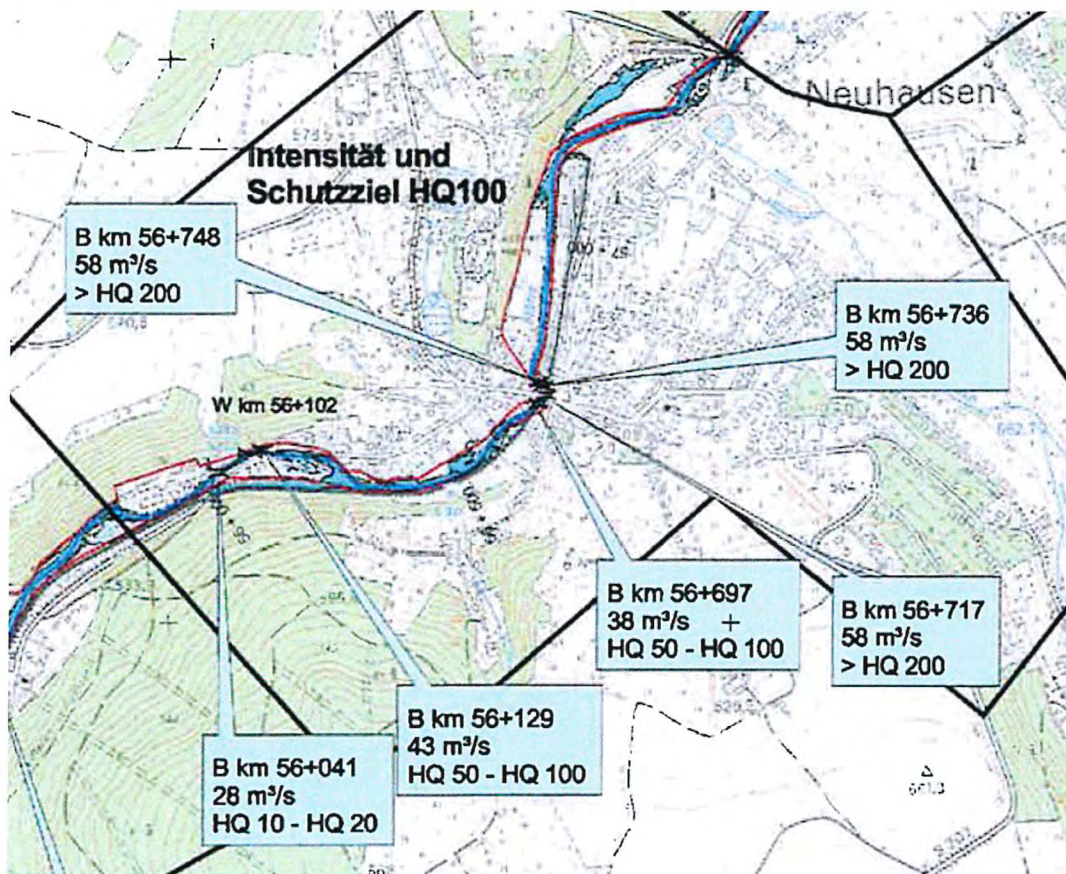 Neuhausen
Intensität und
Schutzziel HQ100
B km 56+748
58 m³/s
> HQ 200
B km 56+736
58 m³/s
> HQ 200
W km 56+102
B km 56+697
38 m³/s
HQ 50 - HQ 100
B km 56+717
58 m³/s
> HQ 200
B km 56+129
43 m³/s
HQ 50 - HQ 100
B km 56+041
28 m³/s
HQ 10 - HQ 20